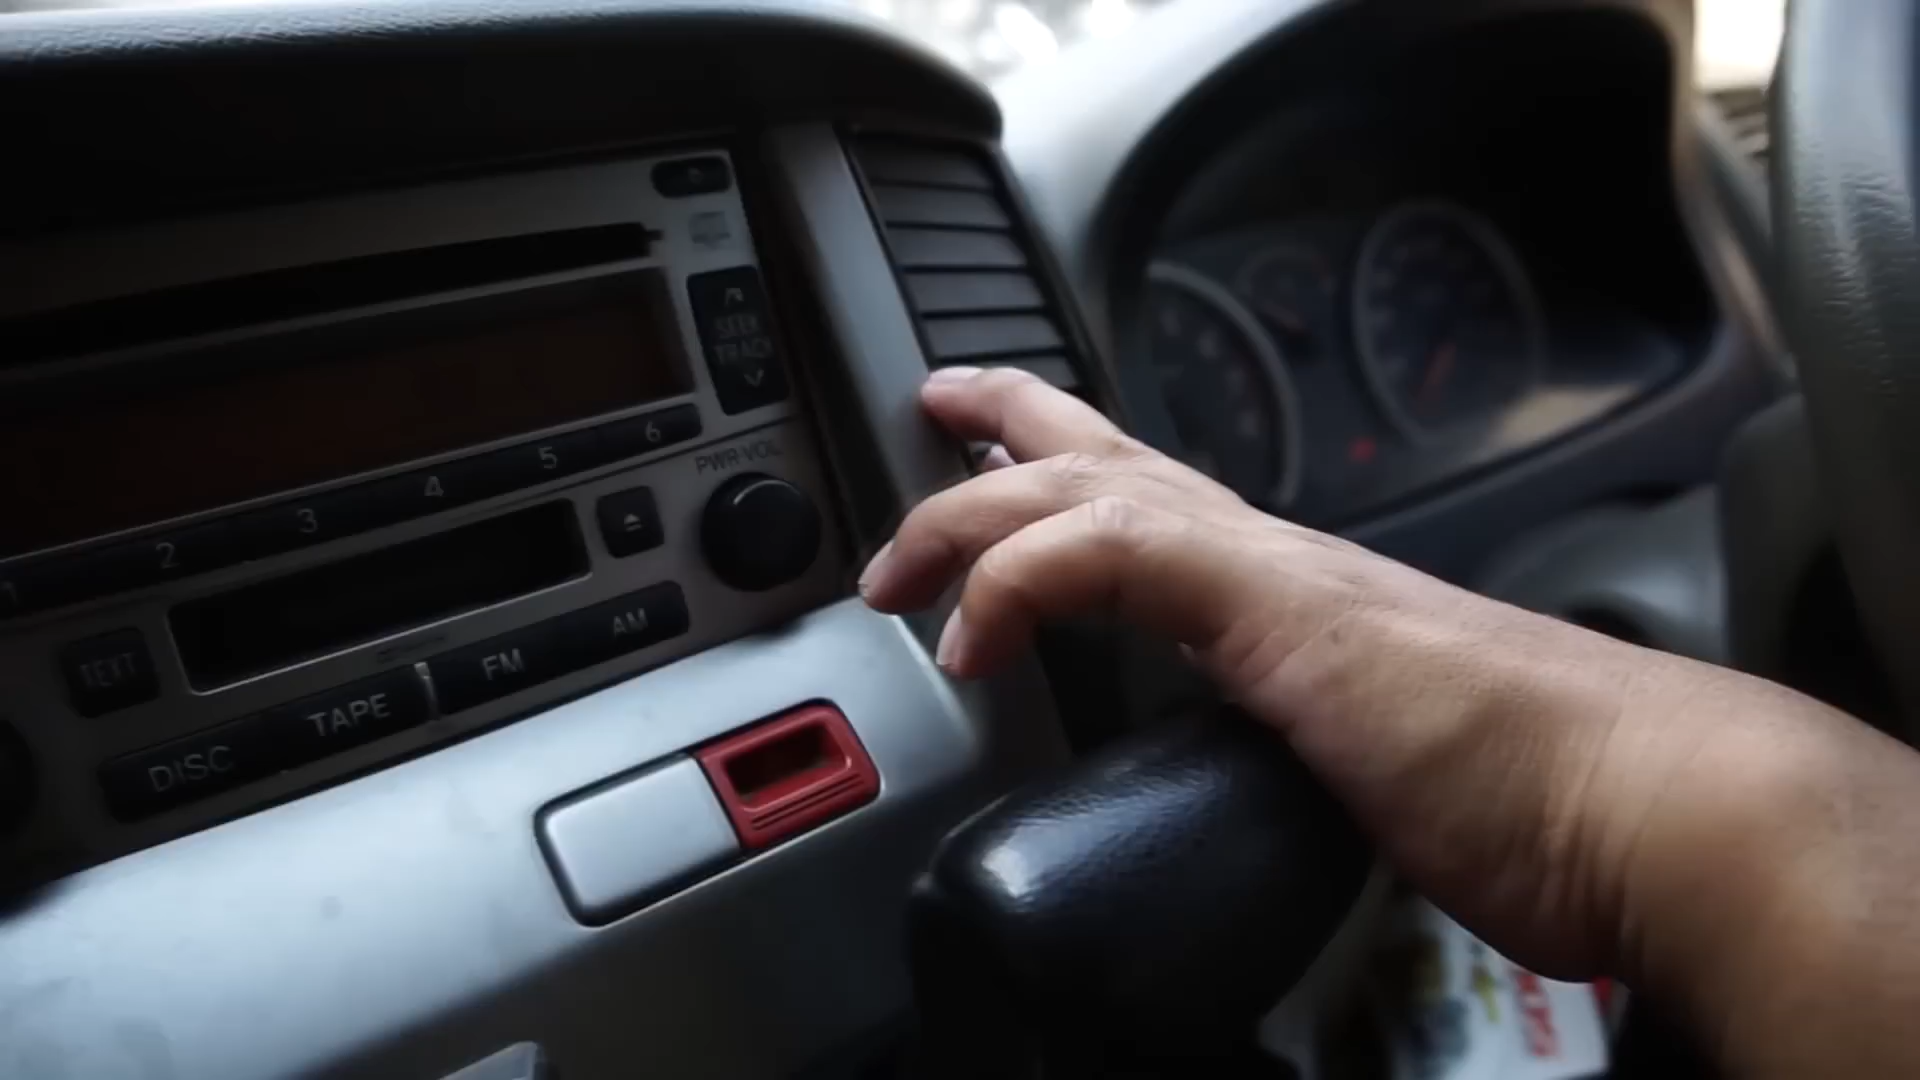 SEEK
TRACK
1 2 3 4 5 6
PWR·VOL
TEXT
DISC TAPE FM AM